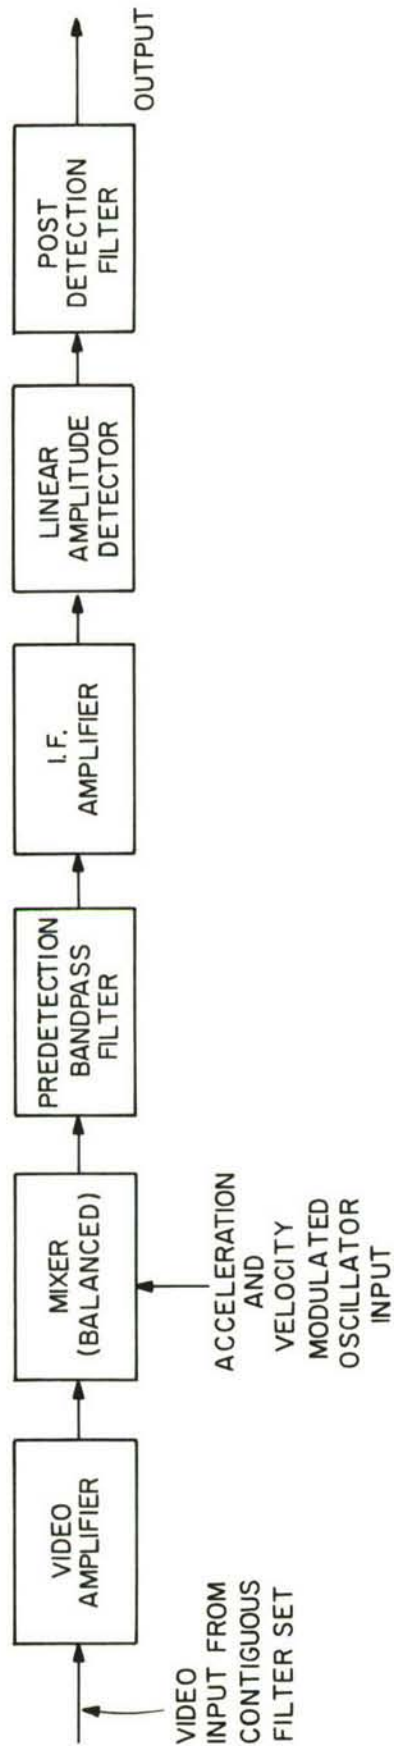 VIDEO
INPUT FROM
CONTIGUOUS
FILTER SET
VIDEO
AMPLIFIER
MIXER
(BALANCED)
ACCELERATION
AND
VELOCITY
MODULATED
OSCILLATOR
INPUT
PREDETECTION
BANDPASS
FILTER
I.F.
AMPLIFIER
LINEAR
AMPLITUDE
DETECTOR
POST
DETECTION
FILTER
OUTPUT